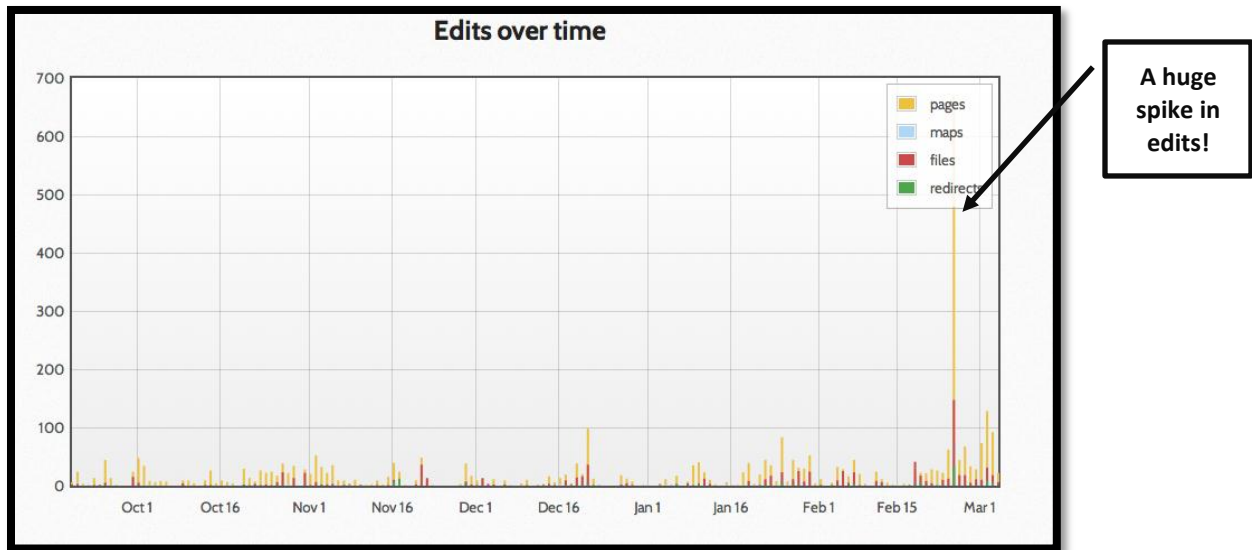 Edits over time
700
600
500
400
300
200
100
0
pages
maps
files
redirects
Oct 1
Oct 16
Nov 1
Nov 16
Dec 1
Dec 16
Jan 1
Jan 16
Feb 1
Feb 15
Mar 1
A huge
spike in
edits!